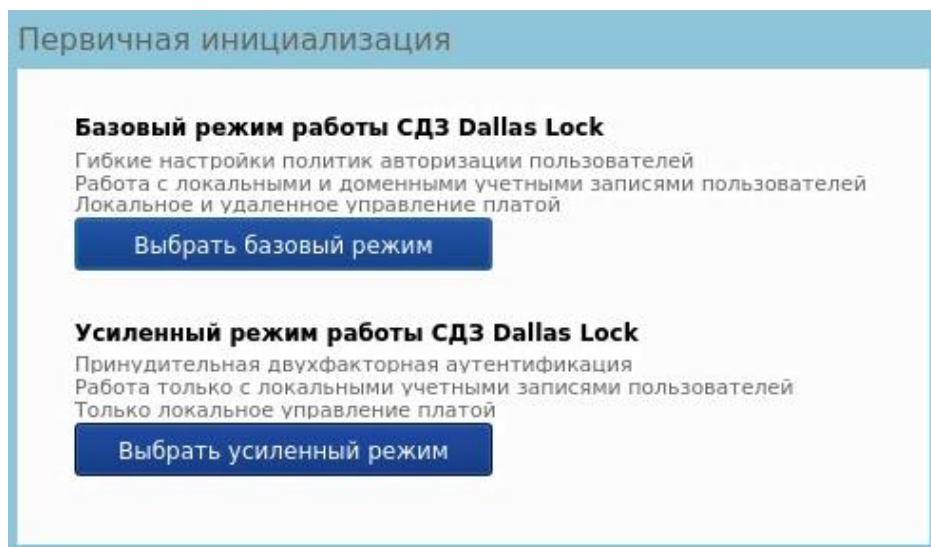 Первичная инициализация
Базовый режим работы СДЗ Dallas Lock
Гибкие настройки политик авторизации пользователей
Работа с локальными и доменными учетными записями пользователей
Локальное и удаленное управление платой
Выбрать базовый режим
Усиленный режим работы СДЗ Dallas Lock
Принудительная двухфакторная аутентификация
Работа только с локальными учетными записями пользователей
Только локальное управление платой
Выбрать усиленный режим